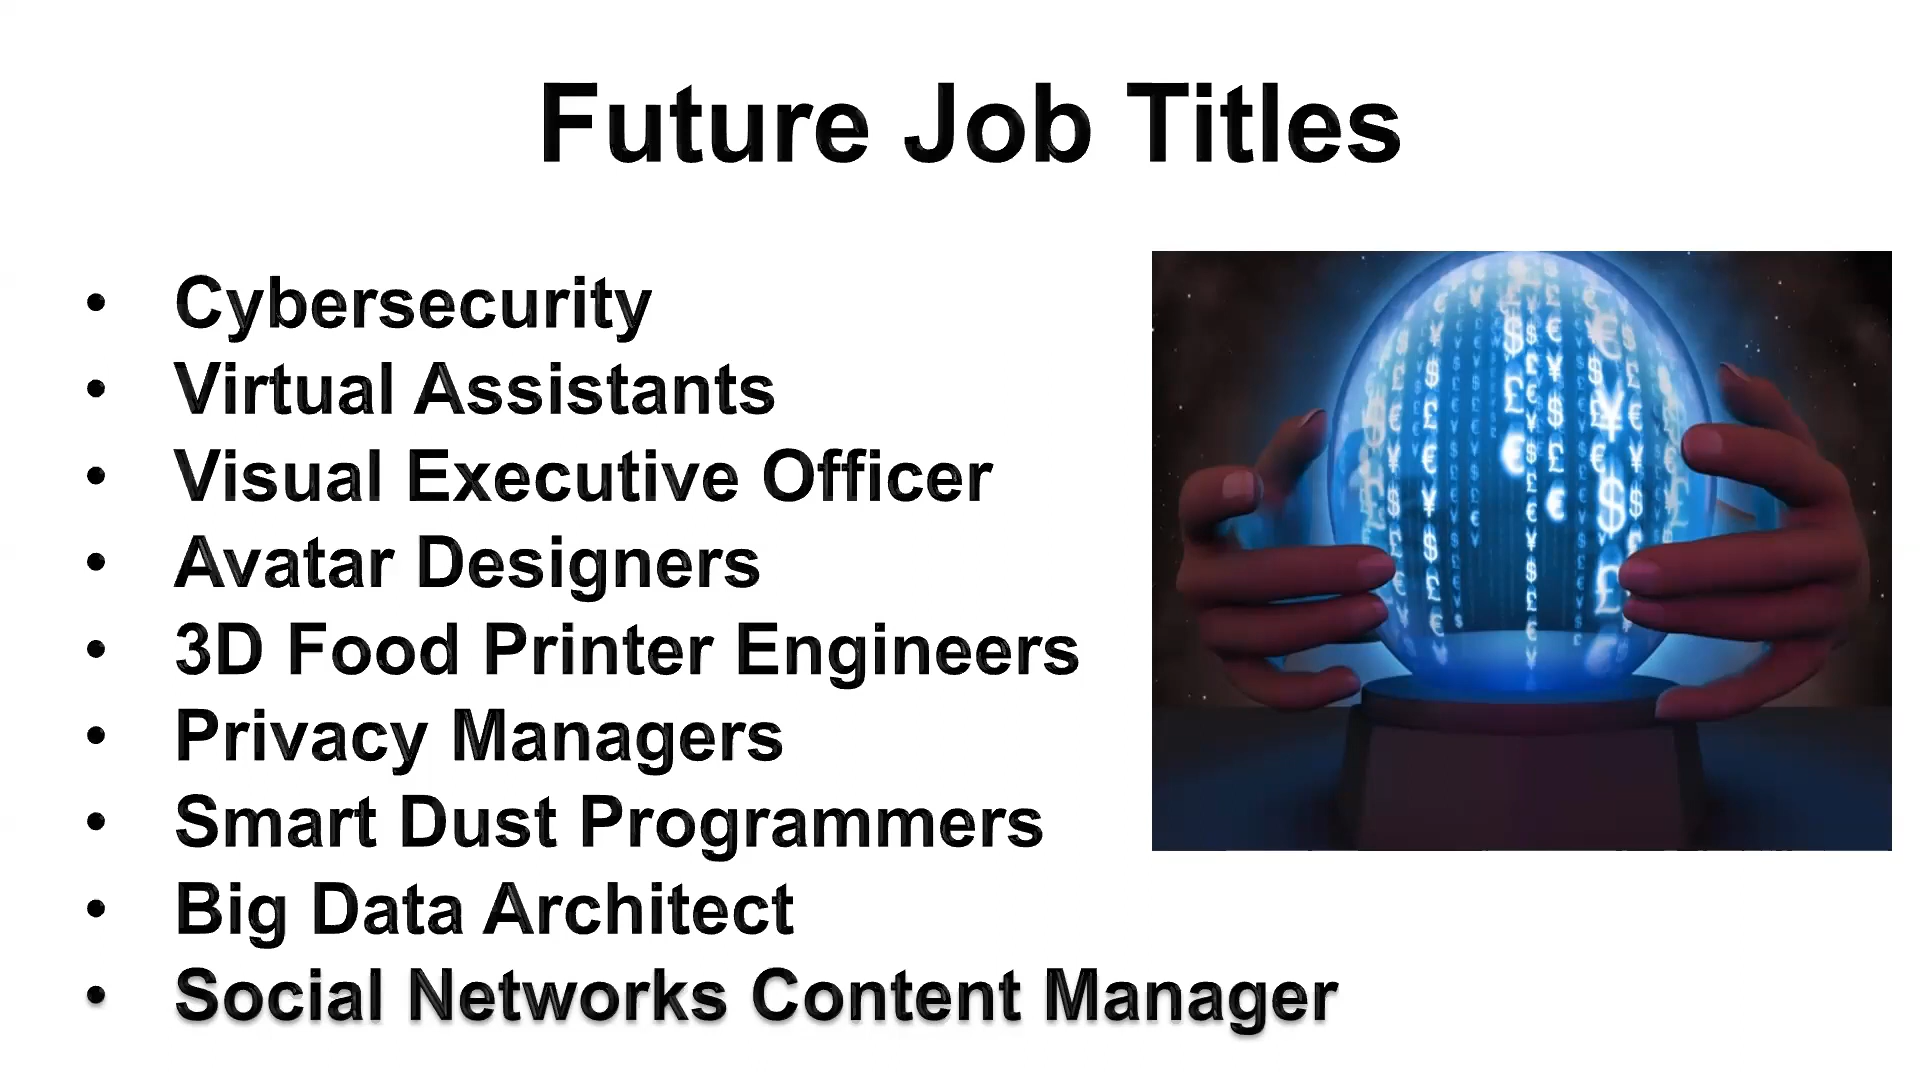 Future Job Titles
• Cybersecurity
• Virtual Assistants
• Visual Executive Officer
• Avatar Designers
• 3D Food Printer Engineers
• Privacy Managers
• Smart Dust Programmers
• Big Data Architect
• Social Networks Content Manager